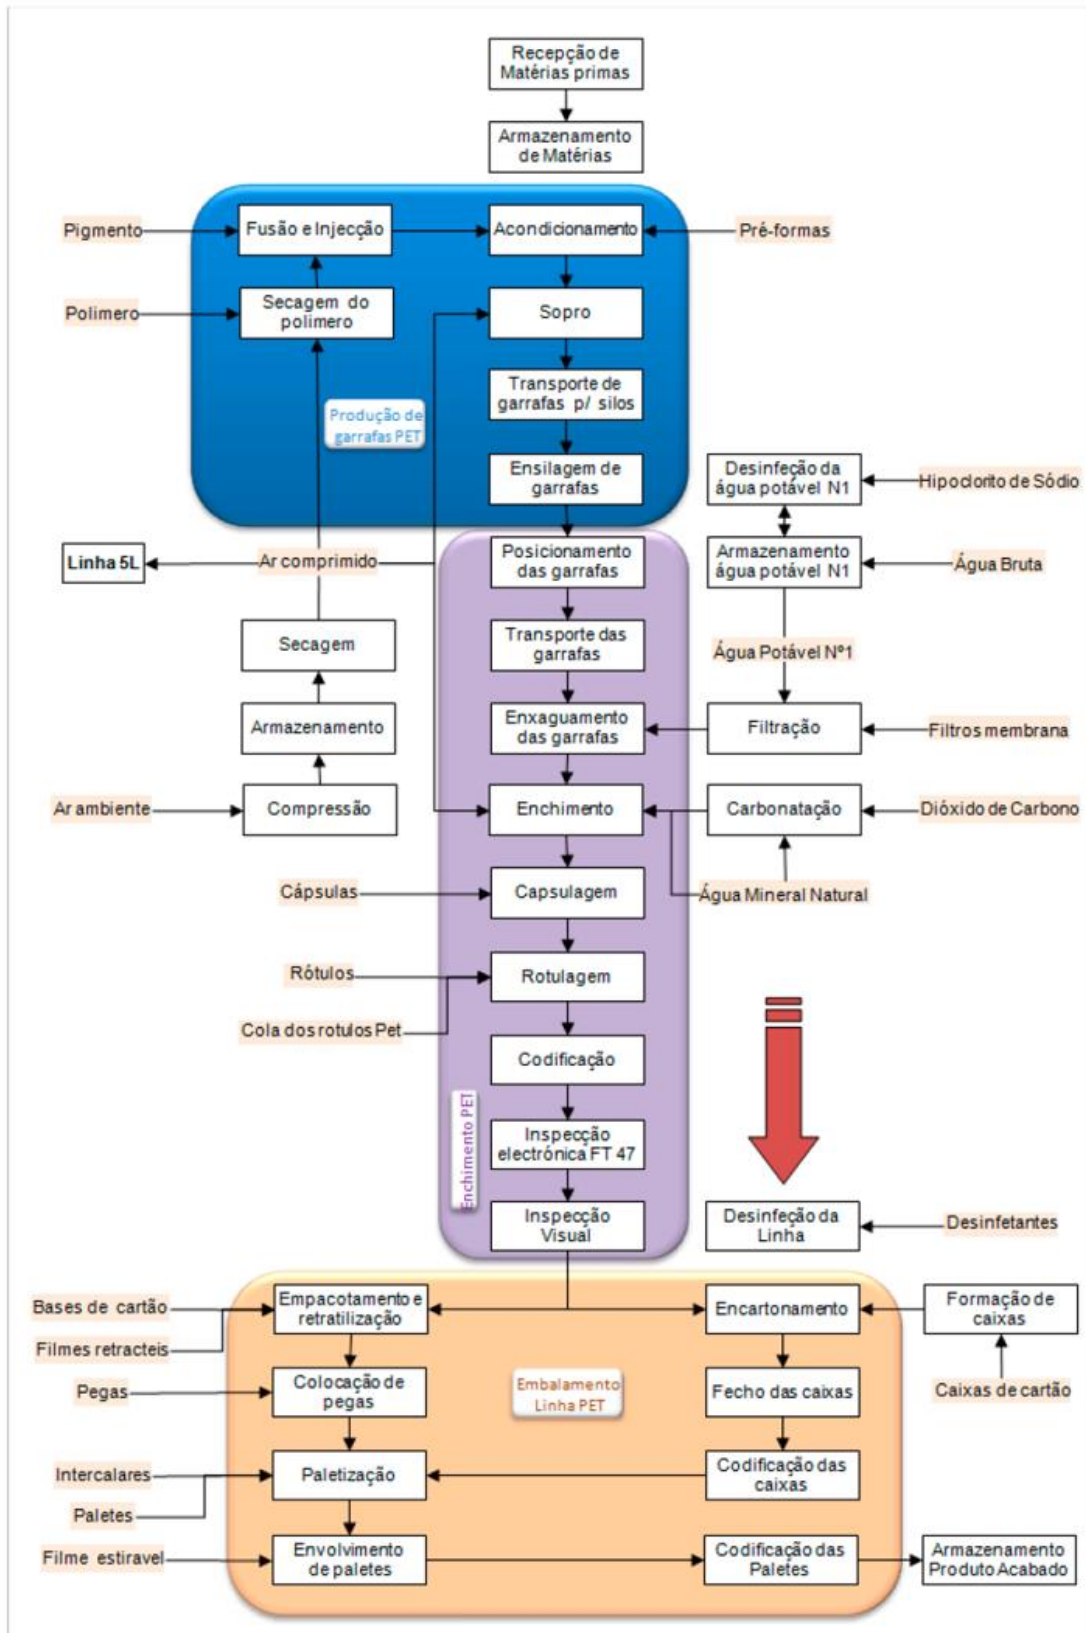 Recepção de
Matérias primas
Armazenamento
de Matérias
Pigmento
Fusão e Injecção
Acondicionamento
Pré-formas
Polimero
Secagem do
polimero
Sopro
Produção de
garrafas PET
Transporte de
garrafas p/ silos
Ensilagem de
garrafas
Desinfeção da
água potável N1
Hipoclorito de Sódio
Linha 5L
Ar comprimido
Posicionamento
das garrafas
Armazenamento
água potável N1
Água Bruta
Secagem
Transporte das
garrafas
Água Potável Nº1
Armazenamento
Enxaguamento
das garrafas
Filtração
Filtros membrana
Ar ambiente
Compressão
Enchimento
Carbonatação
Dióxido de Carbono
Cápsulas
Capsulagem
Água Mineral Natural
Rótulos
Rotulagem
Cola dos rotulos Pet
Codificação
Enchimento PET
Inspecção
electrónica FT 47
Inspecção
Visual
Desinfeção da
Linha
Desinfetantes
Bases de cartão
Empacotamento e
retratilização
Encartonamento
Formação de
caixas
Filmes retracteis
Pegas
Colocação de
pegas
Embalamento
Linha PET
Fecho das caixas
Caixas de cartão
Intercalares
Paletização
Codificação das
caixas
Paletes
Filme estiravel
Envolvimento
de paletes
Codificação das
Paletes
Armazenamento
Produto Acabado